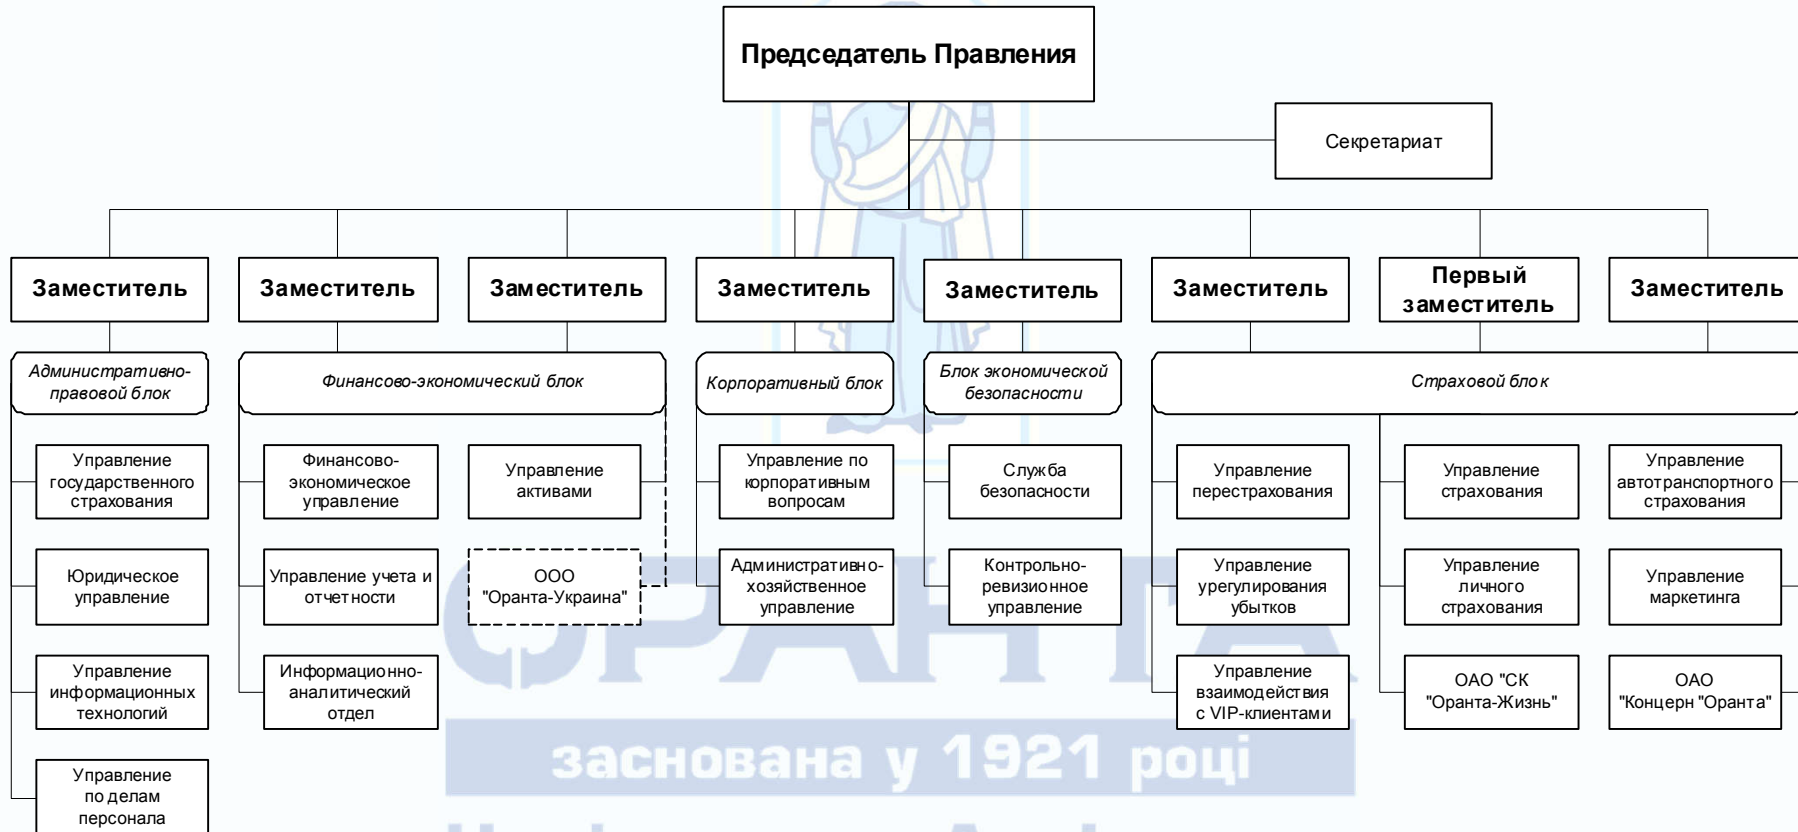 Председатель Правления
Секретариат
Заместитель
Заместитель
Заместитель
Заместитель
Заместитель
Заместитель
Первый
заместитель
Заместитель
Административно-
правовой блок
Финансово-экономический блок
Корпоративный блок
Блок экономической
безопасности
Страховой блок
Управление
государственного
страхования
Финансово-
экономическое
управление
Управление
активами
Управление по
корпоративным
вопросам
Служба
безопасности
Управление
перестрахования
Управление
страхования
Управление
автотранспортного
страхования
Юридическое
управление
Управление учета и
отчетности
ООО
"Оранта-Украина"
Административно-
хозяйственное
управление
Контрольно-
ревизионное
управление
Управление
урегулирования
убытков
Управление
личного
страхования
Управление
маркетинга
Управление
информационных
технологий
Информационно-
аналитический
отдел
Управление
взаимодействия
с VIP-клиентами
ОАО "СК
"Оранта-Жизнь"
ОАО
"Концерн "Оранта"
Управление
по делам
персонала
ОРАНТА
заснована у 1921 році